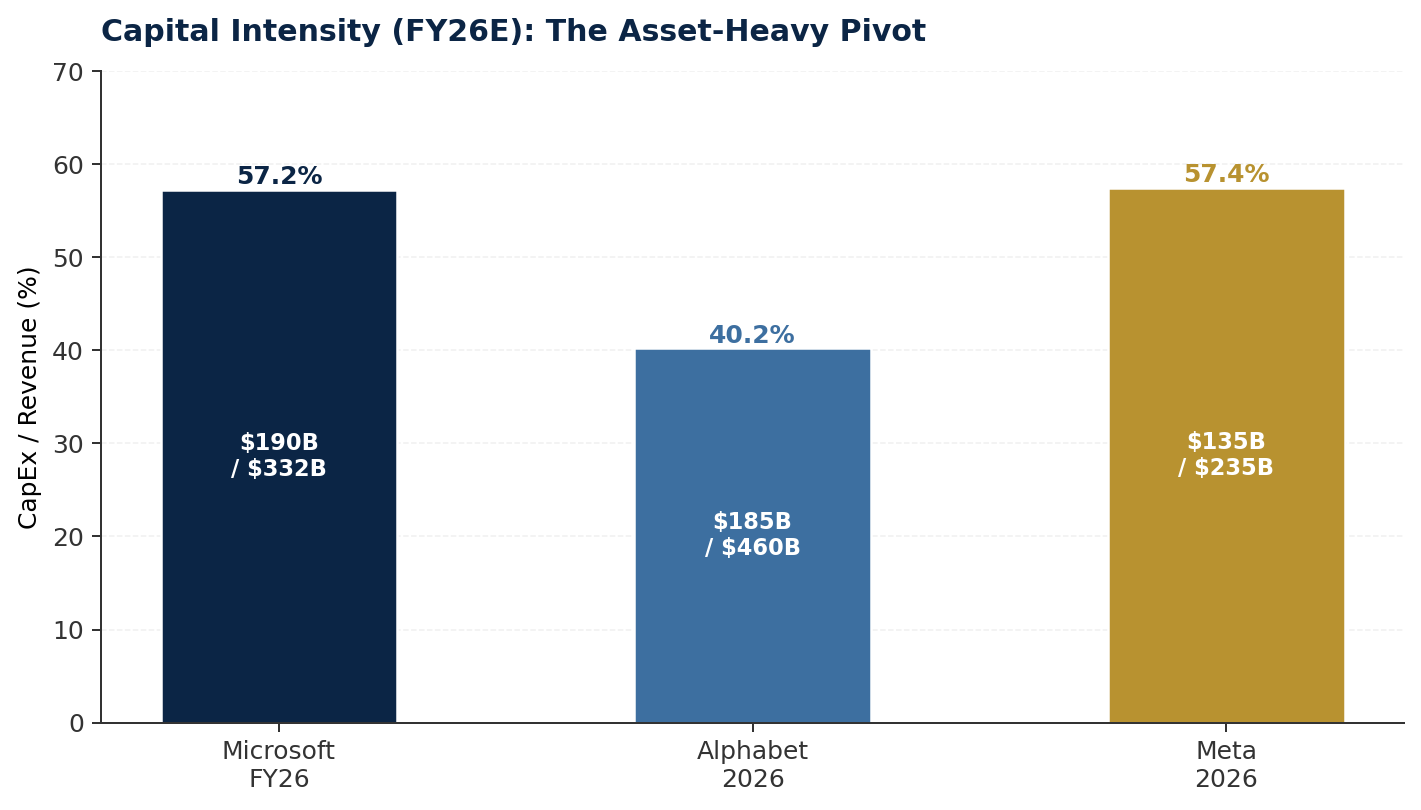 Capital Intensity (FY26E): The Asset-Heavy Pivot
CapEx / Revenue (%)
70
60
50
40
30
20
10
0
57.2%
$190B
/ $332B
40.2%
$185B
/ $460B
57.4%
$135B
/ $235B
Microsoft
FY26
Alphabet
2026
Meta
2026